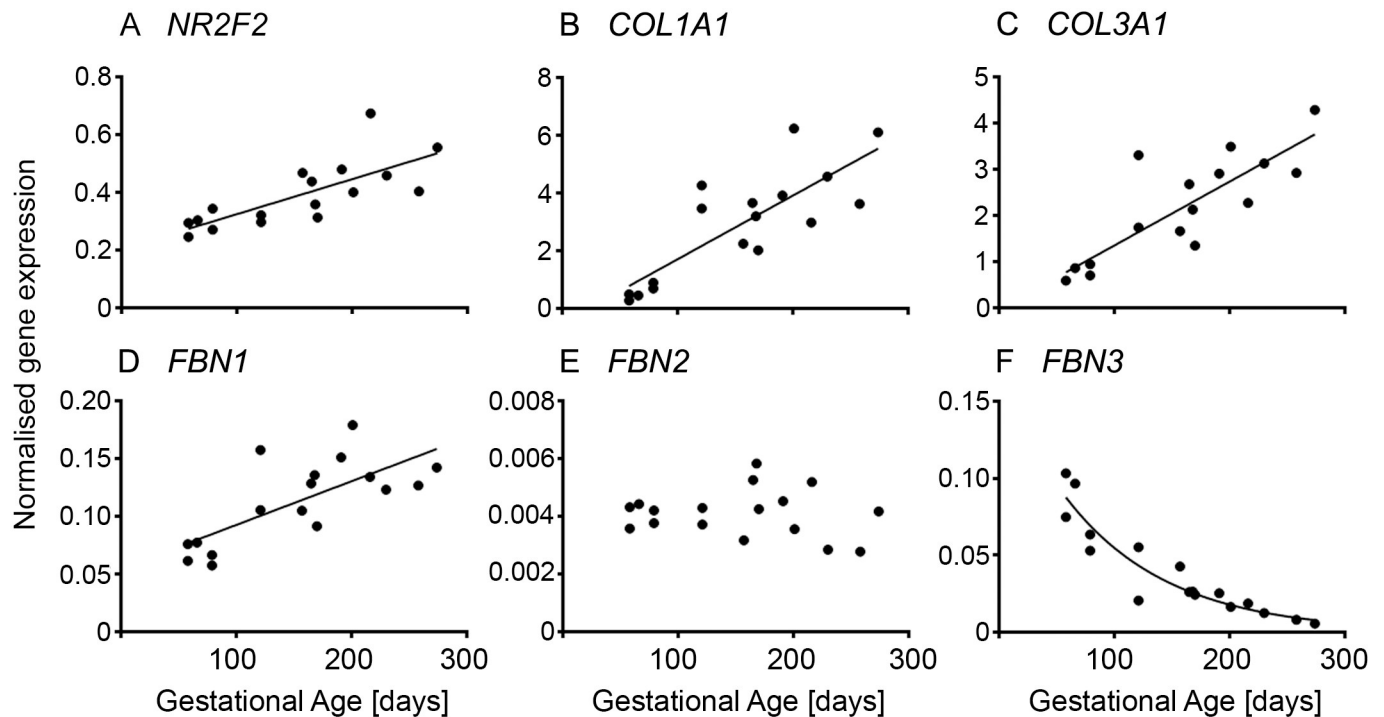 A NR2F2
B COL1A1
C COL3A1
0.8
0.6
0.4
0.2
0
8
6
4
2
0
5
4
3
2
1
0
Normalised gene expression
D FBN1
E FBN2
F FBN3
0.20
0.15
0.10
0.05
0
100 200 300
Gestational Age [days]
0.008
0.006
0.004
0.002
0
100 200 300
Gestational Age [days]
0.15
0.10
0.05
0
100 200 300
Gestational Age [days]